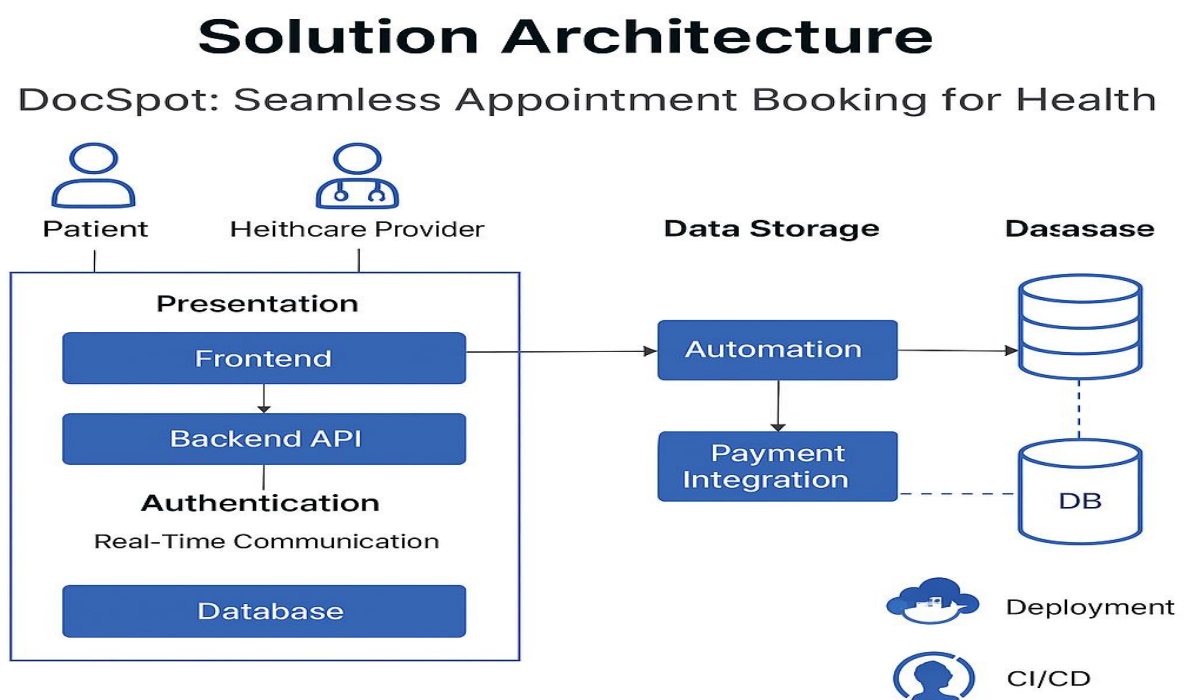 Solution Architecture
DocSpot: Seamless Appointment Booking for Health
Patient
Heithcare Provider
Data Storage
Dasasase
Presentation
Frontend
Backend API
Authentication
Real-Time Communication
Database
Automation
Payment
Integration
DB
Deployment
CI/CD